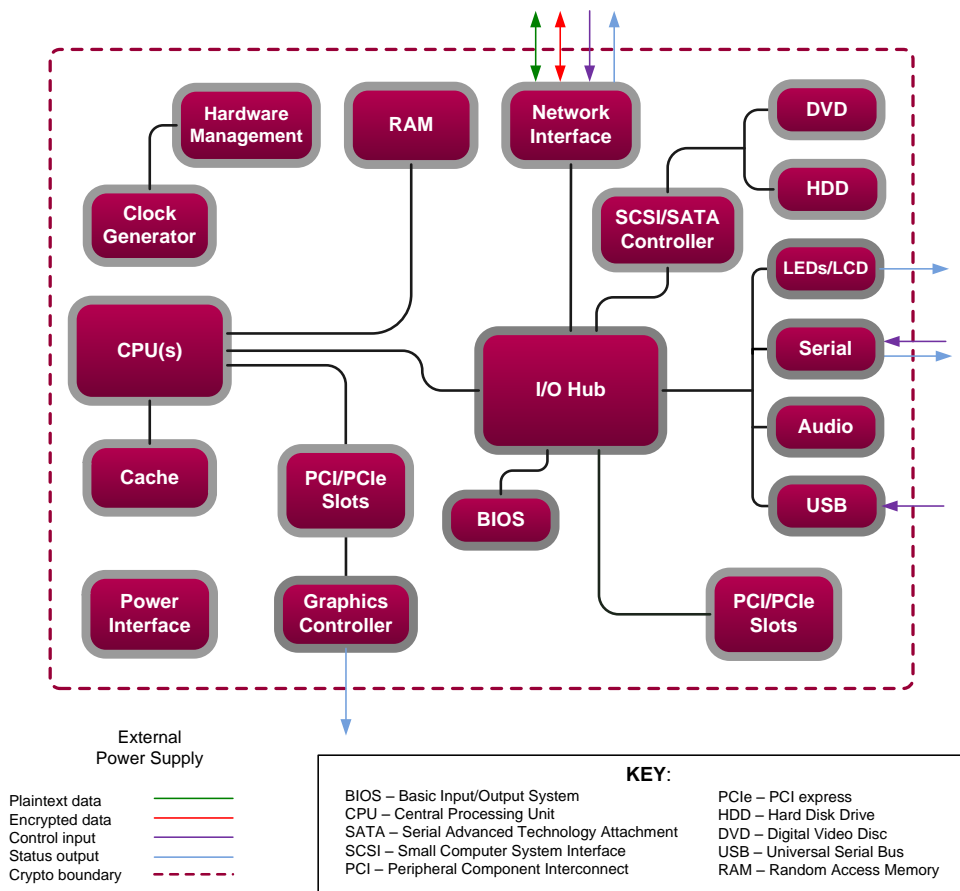 Hardware
Management
RAM
Network
Interface
DVD
HDD
Clock
Generator
SCSI/SATA
Controller
LEDs/LCD
CPU(s)
I/O Hub
Serial
Audio
Cache
PCI/PCIe
Slots
BIOS
USB
Power
Interface
Graphics
Controller
PCI/PCIe
Slots
External
Power Supply
Plaintext data
Encrypted data
Control input
Status output
Crypto boundary
KEY:
BIOS – Basic Input/Output System
CPU – Central Processing Unit
SATA – Serial Advanced Technology Attachment
SCSI – Small Computer System Interface
PCI – Peripheral Component Interconnect
PCIe – PCI express
HDD – Hard Disk Drive
DVD – Digital Video Disc
USB – Universal Serial Bus
RAM – Random Access Memory